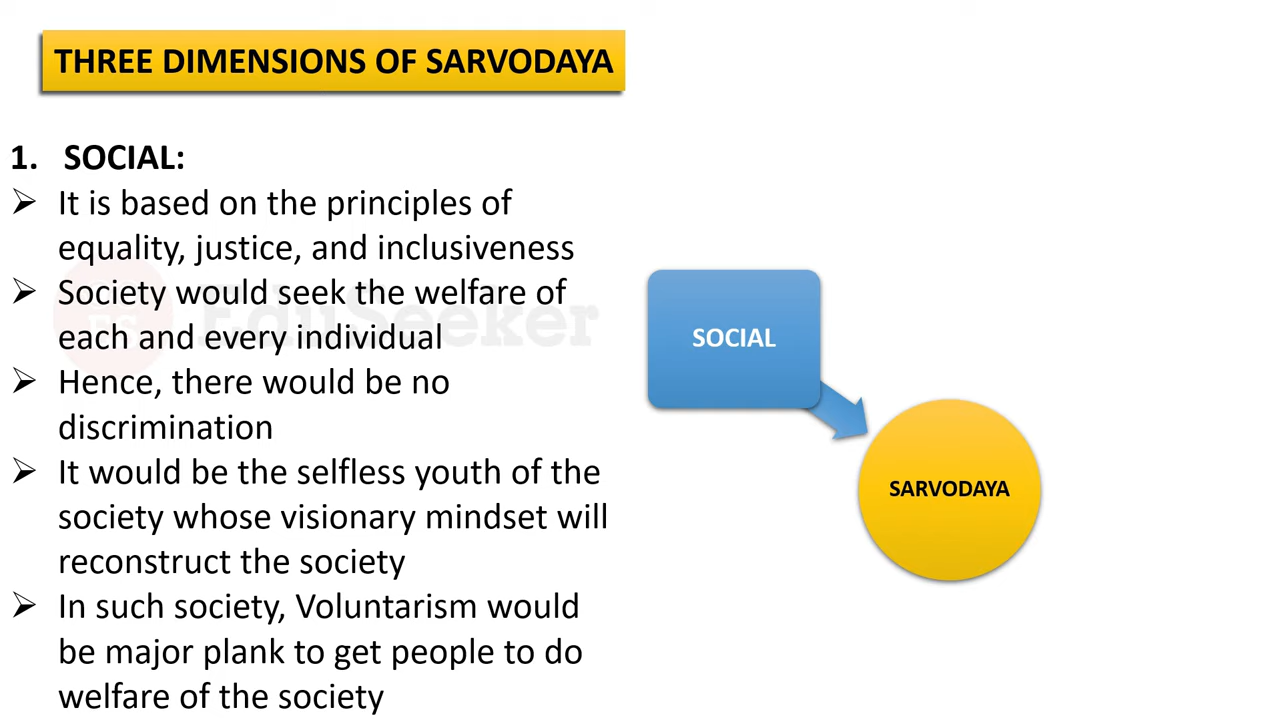 THREE DIMENSIONS OF SARVODAYA
1. SOCIAL:
➢ It is based on the principles of
equality, justice, and inclusiveness
➢ Society would seek the welfare of
each and every individual
➢ Hence, there would be no
discrimination
➢ It would be the selfless youth of the
society whose visionary mindset will
reconstruct the society
➢ In such society, Voluntarism would
be major plank to get people to do
welfare of the society
ES EduSeeker
SOCIAL
SARVODAYA